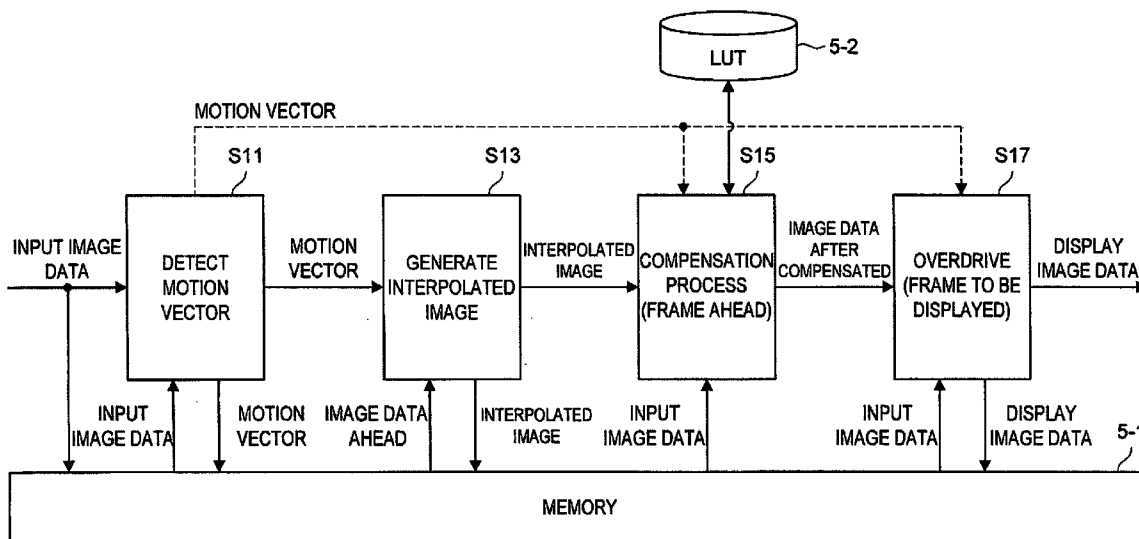 LUT
5-2
MOTION VECTOR
S11
S13
S15
S17
INPUT IMAGE
DATA
DETECT
MOTION
VECTOR
MOTION
VECTOR
GENERATE
INTERPOLATED
IMAGE
INTERPOLATED
IMAGE
COMPENSATION
PROCESS
(FRAME AHEAD)
IMAGE DATA
AFTER
COMPENSATED
OVERDRIVE
(FRAME TO BE
DISPLAYED)
DISPLAY
IMAGE DATA
INPUT
IMAGE DATA
MOTION
VECTOR
IMAGE DATA
AHEAD
INTERPOLATED
IMAGE
INPUT
IMAGE DATA
INPUT
IMAGE DATA
DISPLAY
IMAGE DATA
5-1
MEMORY